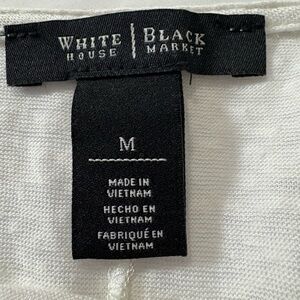 WHITE HOUSE | BLACK MARKET
M
MADE IN
VIETNAM
HECHO EN
VIETNAM
FABRIQUÉ EN
VIETNAM